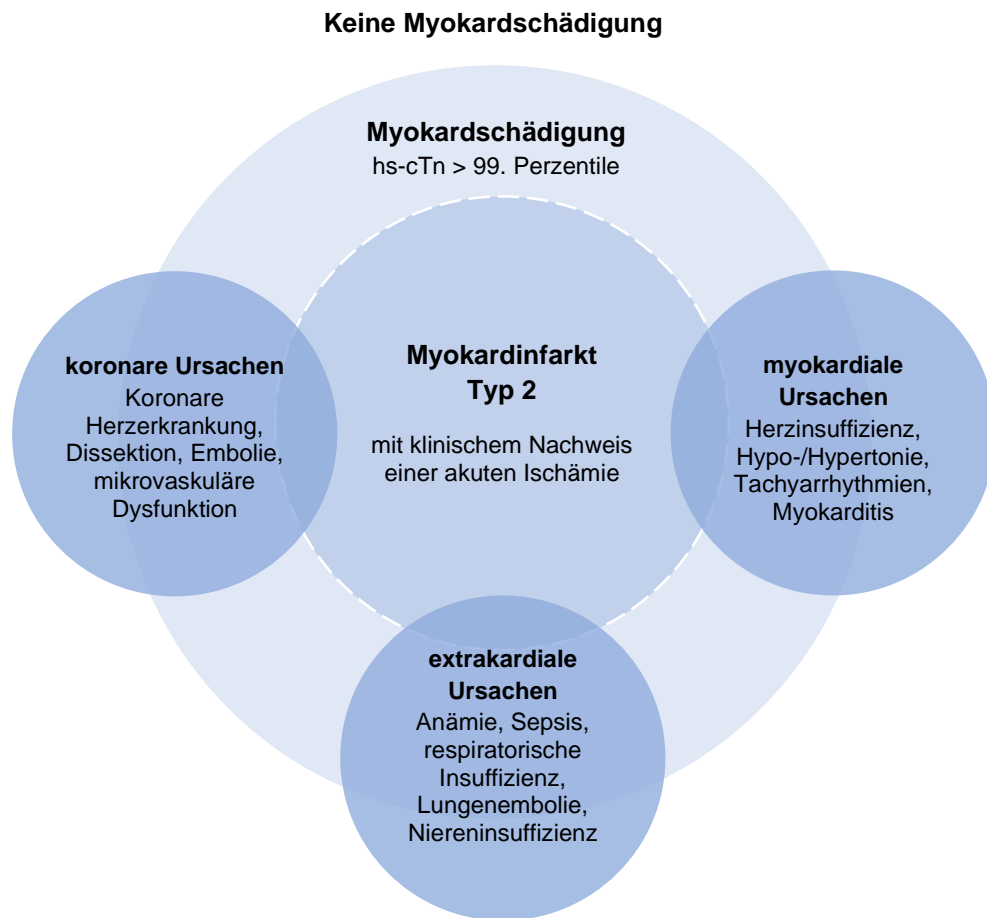 Keine Myokardschädigung
Myokardschädigung
hs-cTn > 99. Perzentile
koronare Ursachen
Koronare
Herzerkrankung,
Dissektion, Embolie,
mikrovaskuläre
Dysfunktion
Myokardinfarkt
Typ 2
mit klinischem Nachweis
einer akuten Ischämie
myokardiale
Ursachen
Herzinsuffizienz,
Hypo-/Hypertonie,
Tachyarrhythmien,
Myokarditis
extrakardiale
Ursachen
Anämie, Sepsis,
respiratorische
Insuffizienz,
Lungenembolie,
Niereninsuffizienz